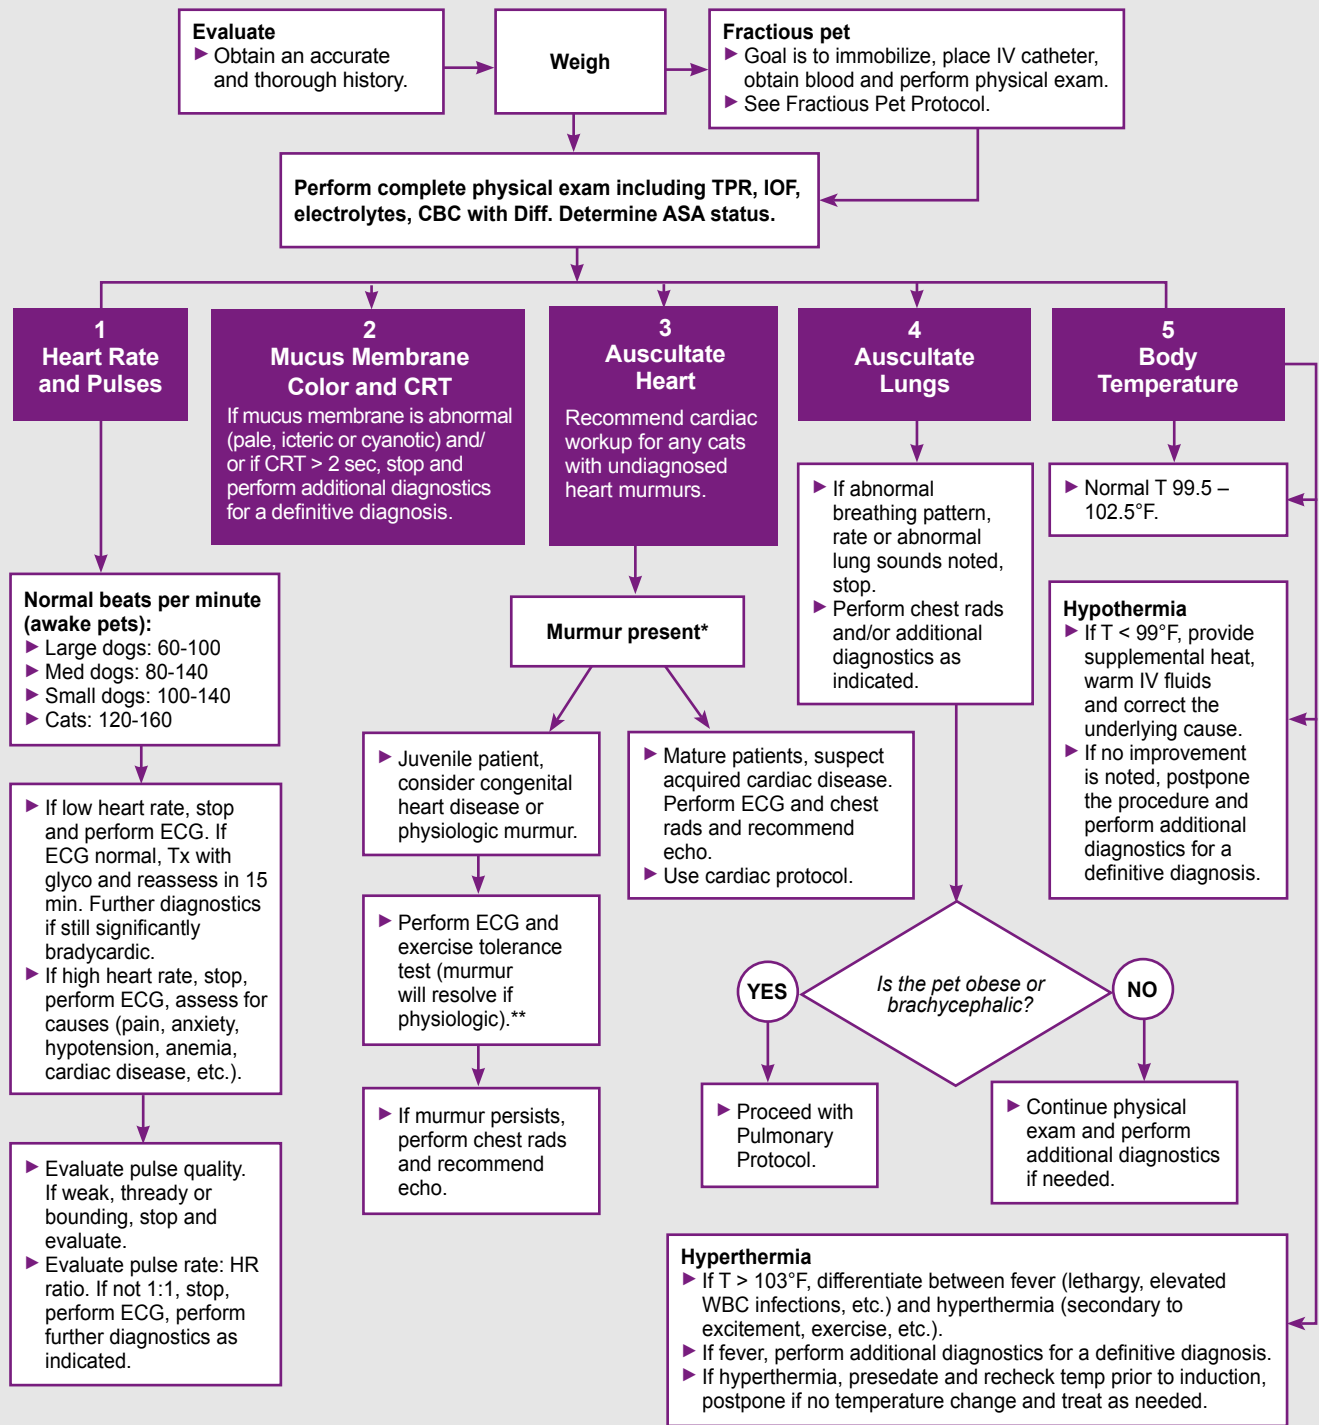 Evaluate
► Obtain an accurate
and thorough history.
Weigh
Fractious pet
► Goal is to immobilize, place IV catheter,
obtain blood and perform physical exam.
► See Fractious Pet Protocol.
Perform complete physical exam including TPR, IOF,
electrolytes, CBC with Diff. Determine ASA status.
1
Heart Rate
and Pulses
2
Mucus Membrane
Color and CRT
If mucus membrane is abnormal
(pale, icteric or cyanotic) and/
or if CRT > 2 sec, stop and
perform additional diagnostics
for a definitive diagnosis.
3
Auscultate
Heart
Recommend cardiac
workup for any cats
with undiagnosed
heart murmurs.
4
Auscultate
Lungs
5
Body
Temperature
Normal beats per minute
(awake pets):
► Large dogs: 60-100
► Med dogs: 80-140
► Small dogs: 100-140
► Cats: 120-160
► If low heart rate, stop
and perform ECG. If
ECG normal, Tx with
glyco and reassess in 15
min. Further diagnostics
if still significantly
bradycardic.
► If high heart rate, stop,
perform ECG, assess for
causes (pain, anxiety,
hypotension, anemia,
cardiac disease, etc.).
► Evaluate pulse quality.
If weak, thready or
bounding, stop and
evaluate.
► Evaluate pulse rate: HR
ratio. If not 1:1, stop,
perform ECG, perform
further diagnostics as
indicated.
Murmur present*
► Juvenile patient,
consider congenital
heart disease or
physiologic murmur.
► Perform ECG and
exercise tolerance
test (murmur
will resolve if
physiologic).**
► If murmur persists,
perform chest rads
and recommend
echo.
► Mature patients, suspect
acquired cardiac disease.
Perform ECG and chest
rads and recommend
echo.
► Use cardiac protocol.
► If abnormal
breathing pattern,
rate or abnormal
lung sounds noted,
stop.
► Perform chest rads
and/or additional
diagnostics as
indicated.
Is the pet obese or
brachycephalic?
YES
NO
► Proceed with
Pulmonary
Protocol.
► Continue physical
exam and perform
additional diagnostics
if needed.
► Normal T 99.5 –
102.5°F.
Hypothermia
► If T < 99°F, provide
supplemental heat,
warm IV fluids
and correct the
underlying cause.
► If no improvement
is noted, postpone
the procedure and
perform additional
diagnostics for a
definitive diagnosis.
Hyperthermia
► If T > 103°F, differentiate between fever (lethargy, elevated
WBC infections, etc.) and hyperthermia (secondary to
excitement, exercise, etc.).
► If fever, perform additional diagnostics for a definitive diagnosis.
► If hyperthermia, presedate and recheck temp prior to induction,
postpone if no temperature change and treat as needed.